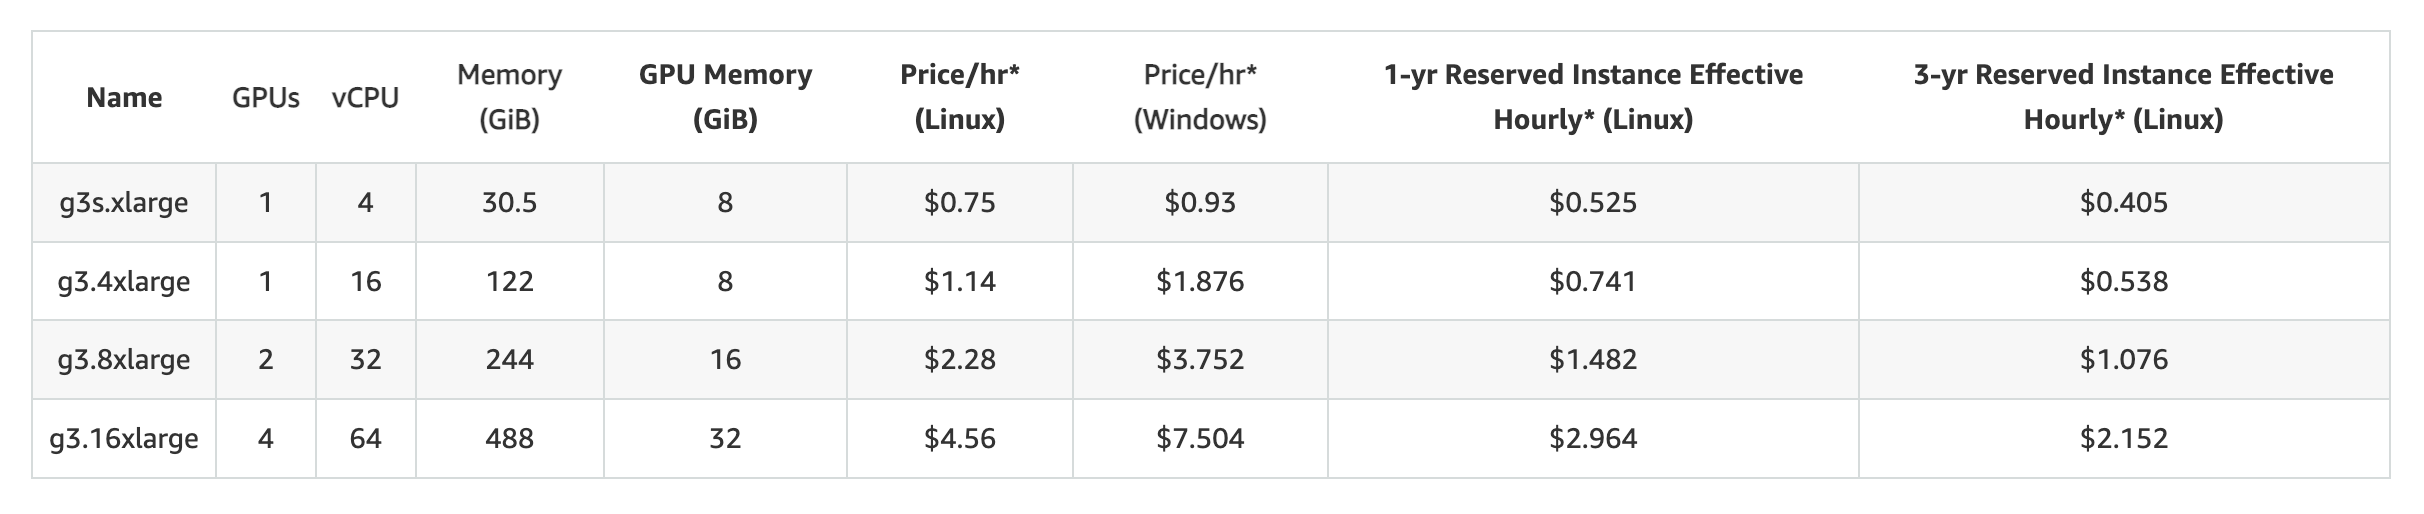 Name GPUs vCPU Memory (GiB) GPU Memory (GiB) Price/hr* (Linux) Price/hr* (Windows) 1-yr Reserved Instance Effective Hourly* (Linux) 3-yr Reserved Instance Effective Hourly* (Linux)
g3s.xlarge 1 4 30.5 8 $0.75 $0.93 $0.525 $0.405
g3.4xlarge 1 16 122 8 $1.14 $1.876 $0.741 $0.538
g3.8xlarge 2 32 244 16 $2.28 $3.752 $1.482 $1.076
g3.16xlarge 4 64 488 32 $4.56 $7.504 $2.964 $2.152